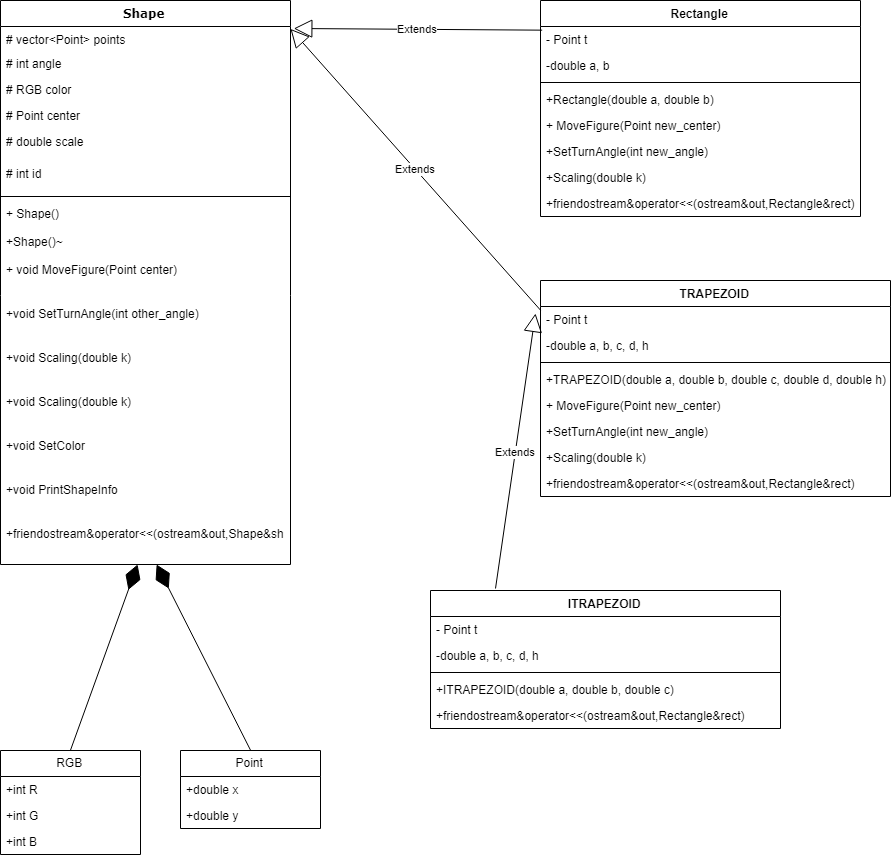 Shape
# vector<Point> points
# int angle
# RGB color
# Point center
# double scale
# int id
+ Shape()
+Shape()~
+ void MoveFigure(Point center)
+void SetTurnAngle(int other_angle)
+void Scaling(double k)
+void Scaling(double k)
+void SetColor
+void PrintShapeInfo
+friendostream&operator<<(ostream&out,Shape&sh
Extends
Rectangle
- Point t
-double a, b
+Rectangle(double a, double b)
+ MoveFigure(Point new_center)
+SetTurnAngle(int new_angle)
+Scaling(double k)
+friendostream&operator<<(ostream&out,Rectangle&rect)
Extends
TRAPEZOID
- Point t
-double a, b, c, d, h
+TRAPEZOID(double a, double b, double c, double d, double h)
+ MoveFigure(Point new_center)
+SetTurnAngle(int new_angle)
+Scaling(double k)
+friendostream&operator<<(ostream&out,Rectangle&rect)
Extends
ITRAPEZOID
- Point t
-double a, b, c, d, h
+ITRAPEZOID(double a, double b, double c)
+friendostream&operator<<(ostream&out,Rectangle&rect)
RGB
+int R
+int G
+int B
Point
+double x
+double y